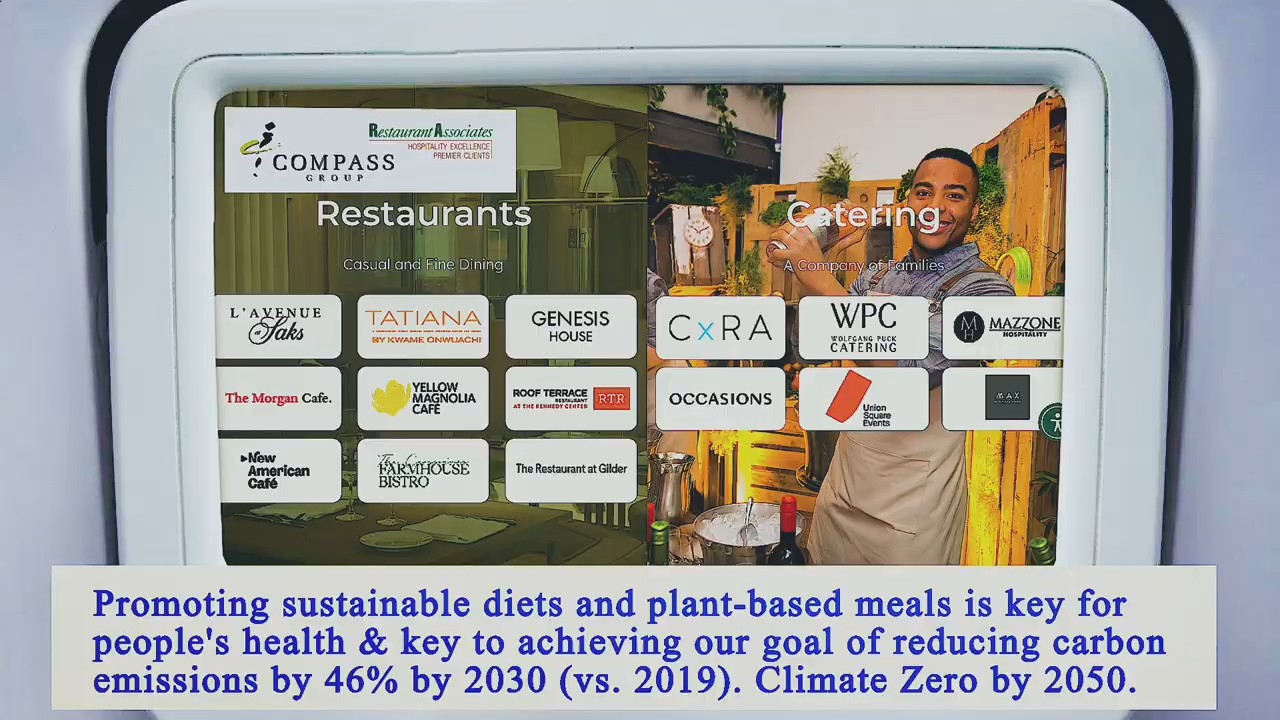 COMPASS
GROUP
Restaurant Associates
HOSPITALITY EXCELLENCE
PREMIER CLIENTS
Restaurants
Casual and Fine Dining
L'AVENUE
at Saks
TATIANA
BY KWAME ONWUACHI
GENESIS
HOUSE
The Morgan Cafe.
YELLOW
MAGNOLIA
CAFÉ
ROOF TERRACE
RESTAURANT
AT THE KENNEDY CENTER
RTR
New
American
Café
FARMHOUSE
BISTRO
The Restaurant at Gilder
Catering
A Company of Families
CxRA
WPC
WOLFGANG PUCK
CATERING
MH
MAZZONE
HOSPITALITY
OCCASIONS
Union
Square
Events
MAX
Promoting sustainable diets and plant-based meals is key for
people's health & key to achieving our goal of reducing carbon
emissions by 46% by 2030 (vs. 2019). Climate Zero by 2050.